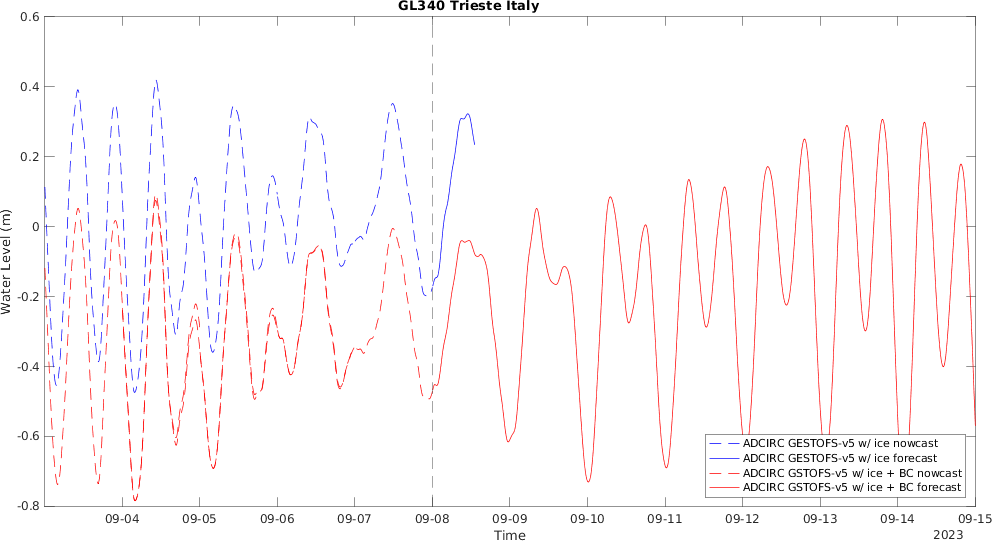 GL340 Trieste Italy
Water Level (m)
0.6
0.4
0.2
0
-0.2
-0.4
-0.6
-0.8
ADCIRC GESTOFS-v5 w/ ice nowcast
ADCIRC GESTOFS-v5 w/ ice forecast
ADCIRC GSTOFS-v5 w/ ice + BC nowcast
ADCIRC GSTOFS-v5 w/ ice + BC forecast
09-04 09-05 09-06 09-07 09-08 09-09 09-10 09-11 09-12 09-13 09-14 09-15
Time
2023